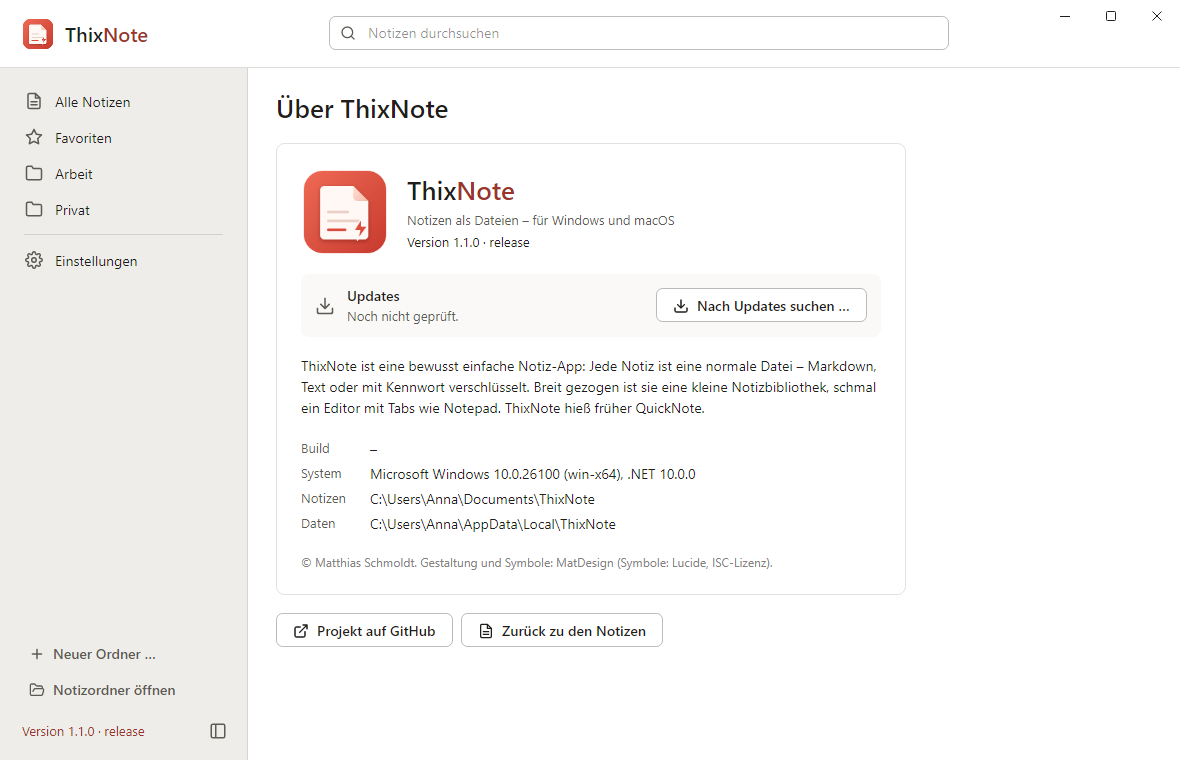 ThixNote
Notizen durchsuchen
Alle Notizen
Favoriten
Arbeit
Privat
Einstellungen
Neuer Ordner ...
Notizordner öffnen
Version 1.1.0 · release
Über ThixNote
ThixNote
Notizen als Dateien – für Windows und macOS
Version 1.1.0 · release
Updates
Noch nicht geprüft.
Nach Updates suchen ...
ThixNote ist eine bewusst einfache Notiz-App: Jede Notiz ist eine normale Datei – Markdown,
Text oder mit Kennwort verschlüsselt. Breit gezogen ist sie eine kleine Notizbibliothek, schmal
ein Editor mit Tabs wie Notepad. ThixNote hieß früher QuickNote.
Build –
System Microsoft Windows 10.0.26100 (win-x64), .NET 10.0.0
Notizen C:\Users\Anna\Documents\ThixNote
Daten C:\Users\Anna\AppData\Local\ThixNote
© Matthias Schmoldt. Gestaltung und Symbole: MatDesign (Symbole: Lucide, ISC-Lizenz).
Projekt auf GitHub
Zurück zu den Notizen